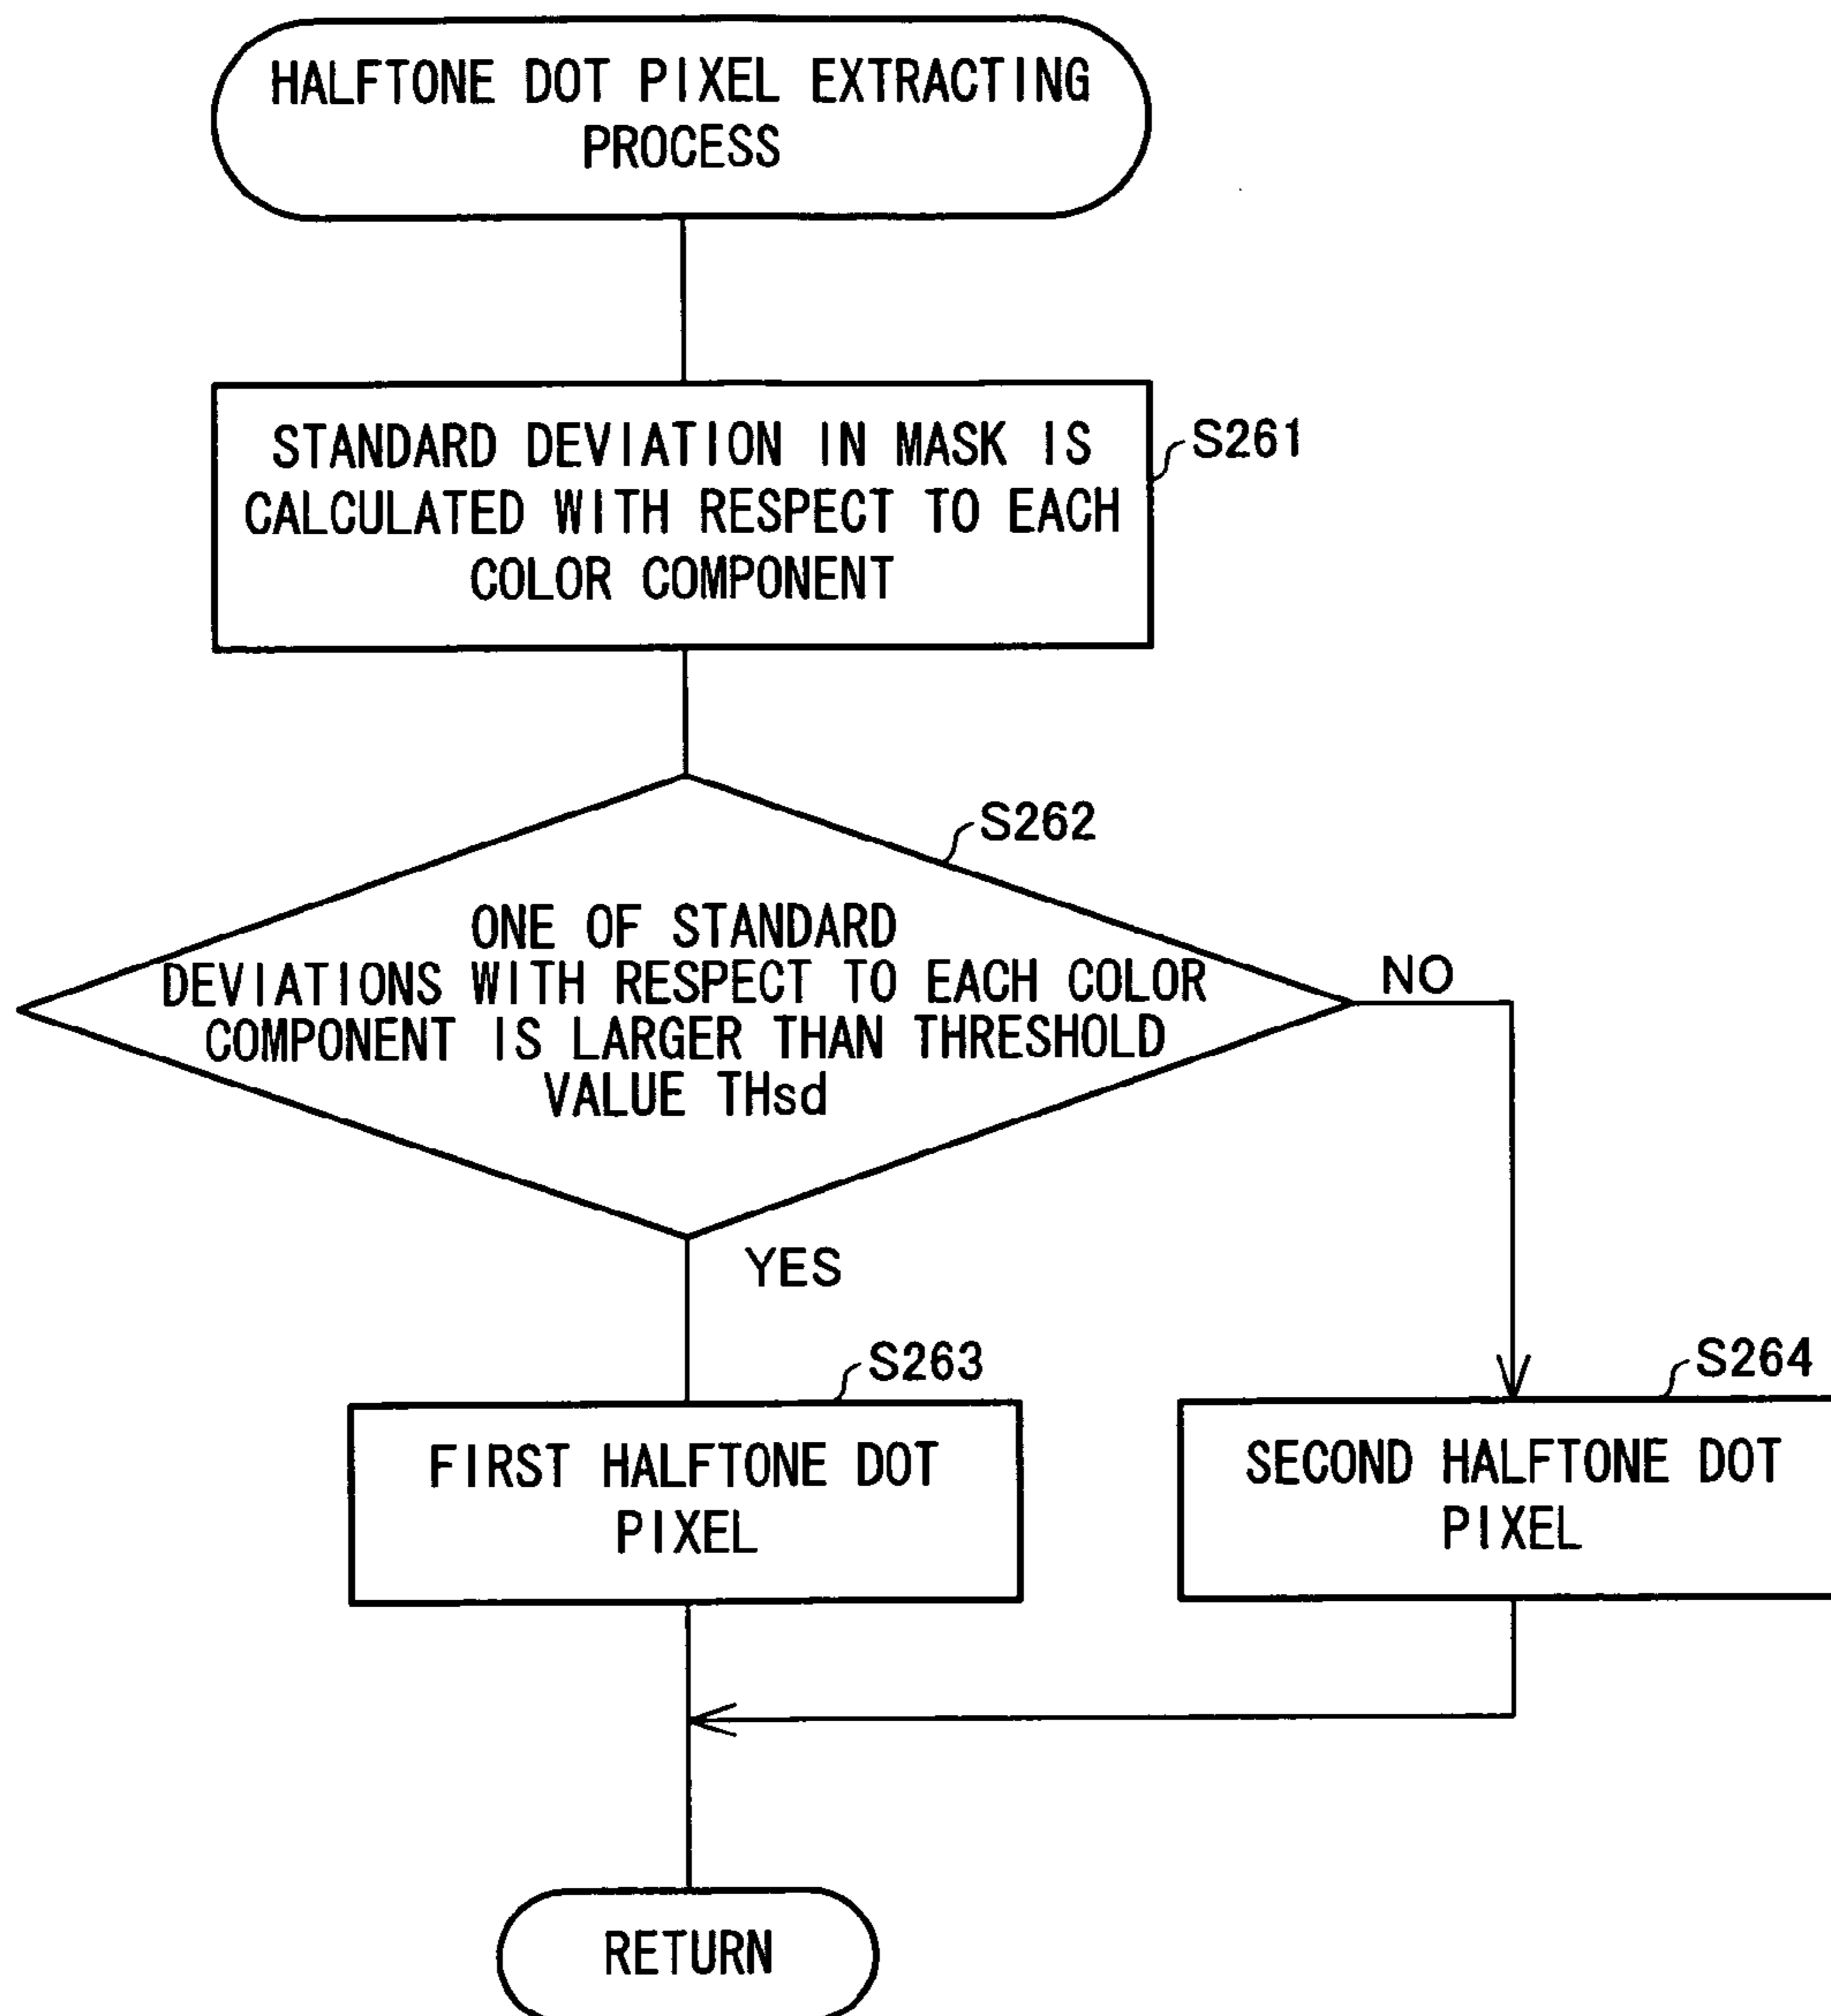 HALFTONE DOT PIXEL EXTRACTING
PROCESS
STANDARD DEVIATION IN MASK IS
CALCULATED WITH RESPECT TO EACH
COLOR COMPONENT
S261
S262
ONE OF STANDARD
DEVIATIONS WITH RESPECT TO EACH COLOR
COMPONENT IS LARGER THAN THRESHOLD
VALUE THsd
NO
YES
S263
FIRST HALFTONE DOT
PIXEL
S264
SECOND HALFTONE DOT
PIXEL
RETURN